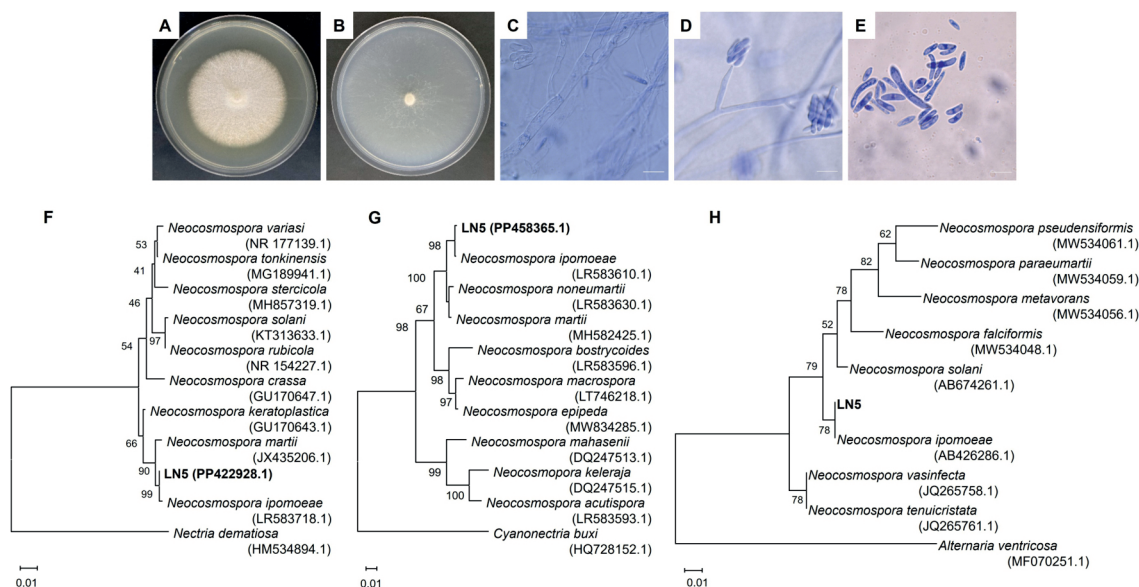 A
B
C
D
E
F
Neocosmospora variasi
(NR 177139.1)
53
Neocosmospora tonkinensis
(MG189941.1)
41
Neocosmospora stercicola
(MH857319.1)
46
Neocosmospora solani
(KT313633.1)
97
Neocosmospora rubicola
(NR 154227.1)
54
Neocosmospora crassa
(GU170647.1)
Neocosmospora keratoplastica
(GU170643.1)
66
Neocosmospora martii
(JX435206.1)
90
LN5 (PP422928.1)
99
Neocosmospora ipomoeae
(LR583718.1)
Nectria dematiosa
(HM534894.1)
0.01
G
LN5 (PP458365.1)
98
Neocosmospora ipomoeae
(LR583610.1)
100
Neocosmospora noneumartii
(LR583630.1)
67
Neocosmospora martii
(MH582425.1)
98
Neocosmospora bostrycoides
(LR583596.1)
98
Neocosmospora macrospora
(LT746218.1)
97
Neocosmospora epipeda
(MW834285.1)
Neocosmospora mahasenii
(DQ247513.1)
99
Neocosmopora keleraja
(DQ247515.1)
100
Neocosmospora acutispora
(LR583593.1)
Cyanonectria buxi
(HQ728152.1)
0.01
H
Neocosmospora pseudensiformis
(MW534061.1)
62
Neocosmospora paraeumartii
(MW534059.1)
82
Neocosmospora metavorans
(MW534056.1)
78
Neocosmospora falciformis
(MW534048.1)
52
Neocosmospora solani
(AB674261.1)
79
LN5
78
Neocosmospora ipomoeae
(AB426286.1)
Neocosmospora vasinfecta
(JQ265758.1)
78
Neocosmospora tenuicristata
(JQ265761.1)
Alternaria ventricosa
(MF070251.1)
0.01